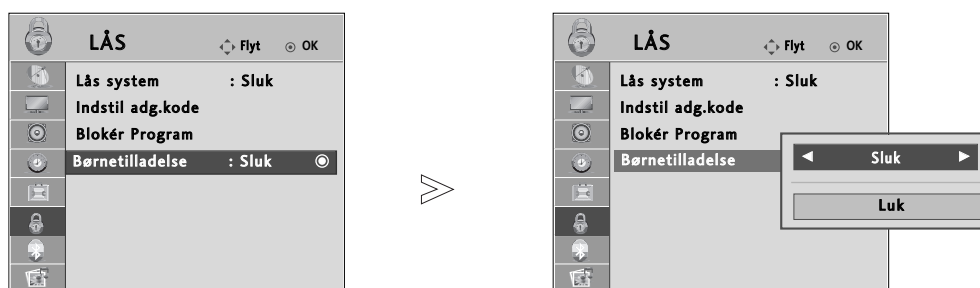 LÅS Flyt OK
Lås system : Sluk
Indstil adg.kode
Blokér Program
Børnetilladelse : Sluk
LÅS Flyt OK
Lås system : Sluk
Indstil adg.kode
Blokér Program
Børnetilladelse
Sluk
Luk